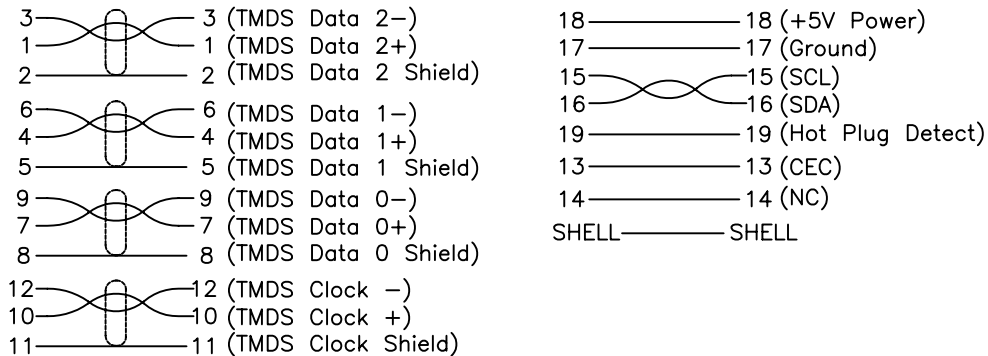 3 3 (TMDS Data 2-)
1 1 (TMDS Data 2+)
2 2 (TMDS Data 2 Shield)
6 6 (TMDS Data 1-)
4 4 (TMDS Data 1+)
5 5 (TMDS Data 1 Shield)
9 9 (TMDS Data 0-)
7 7 (TMDS Data 0+)
8 8 (TMDS Data 0 Shield)
12 12 (TMDS Clock -)
10 10 (TMDS Clock +)
11 11 (TMDS Clock Shield)
18 18 (+5V Power)
17 17 (Ground)
15 15 (SCL)
16 16 (SDA)
19 19 (Hot Plug Detect)
13 13 (CEC)
14 14 (NC)
SHELL SHELL